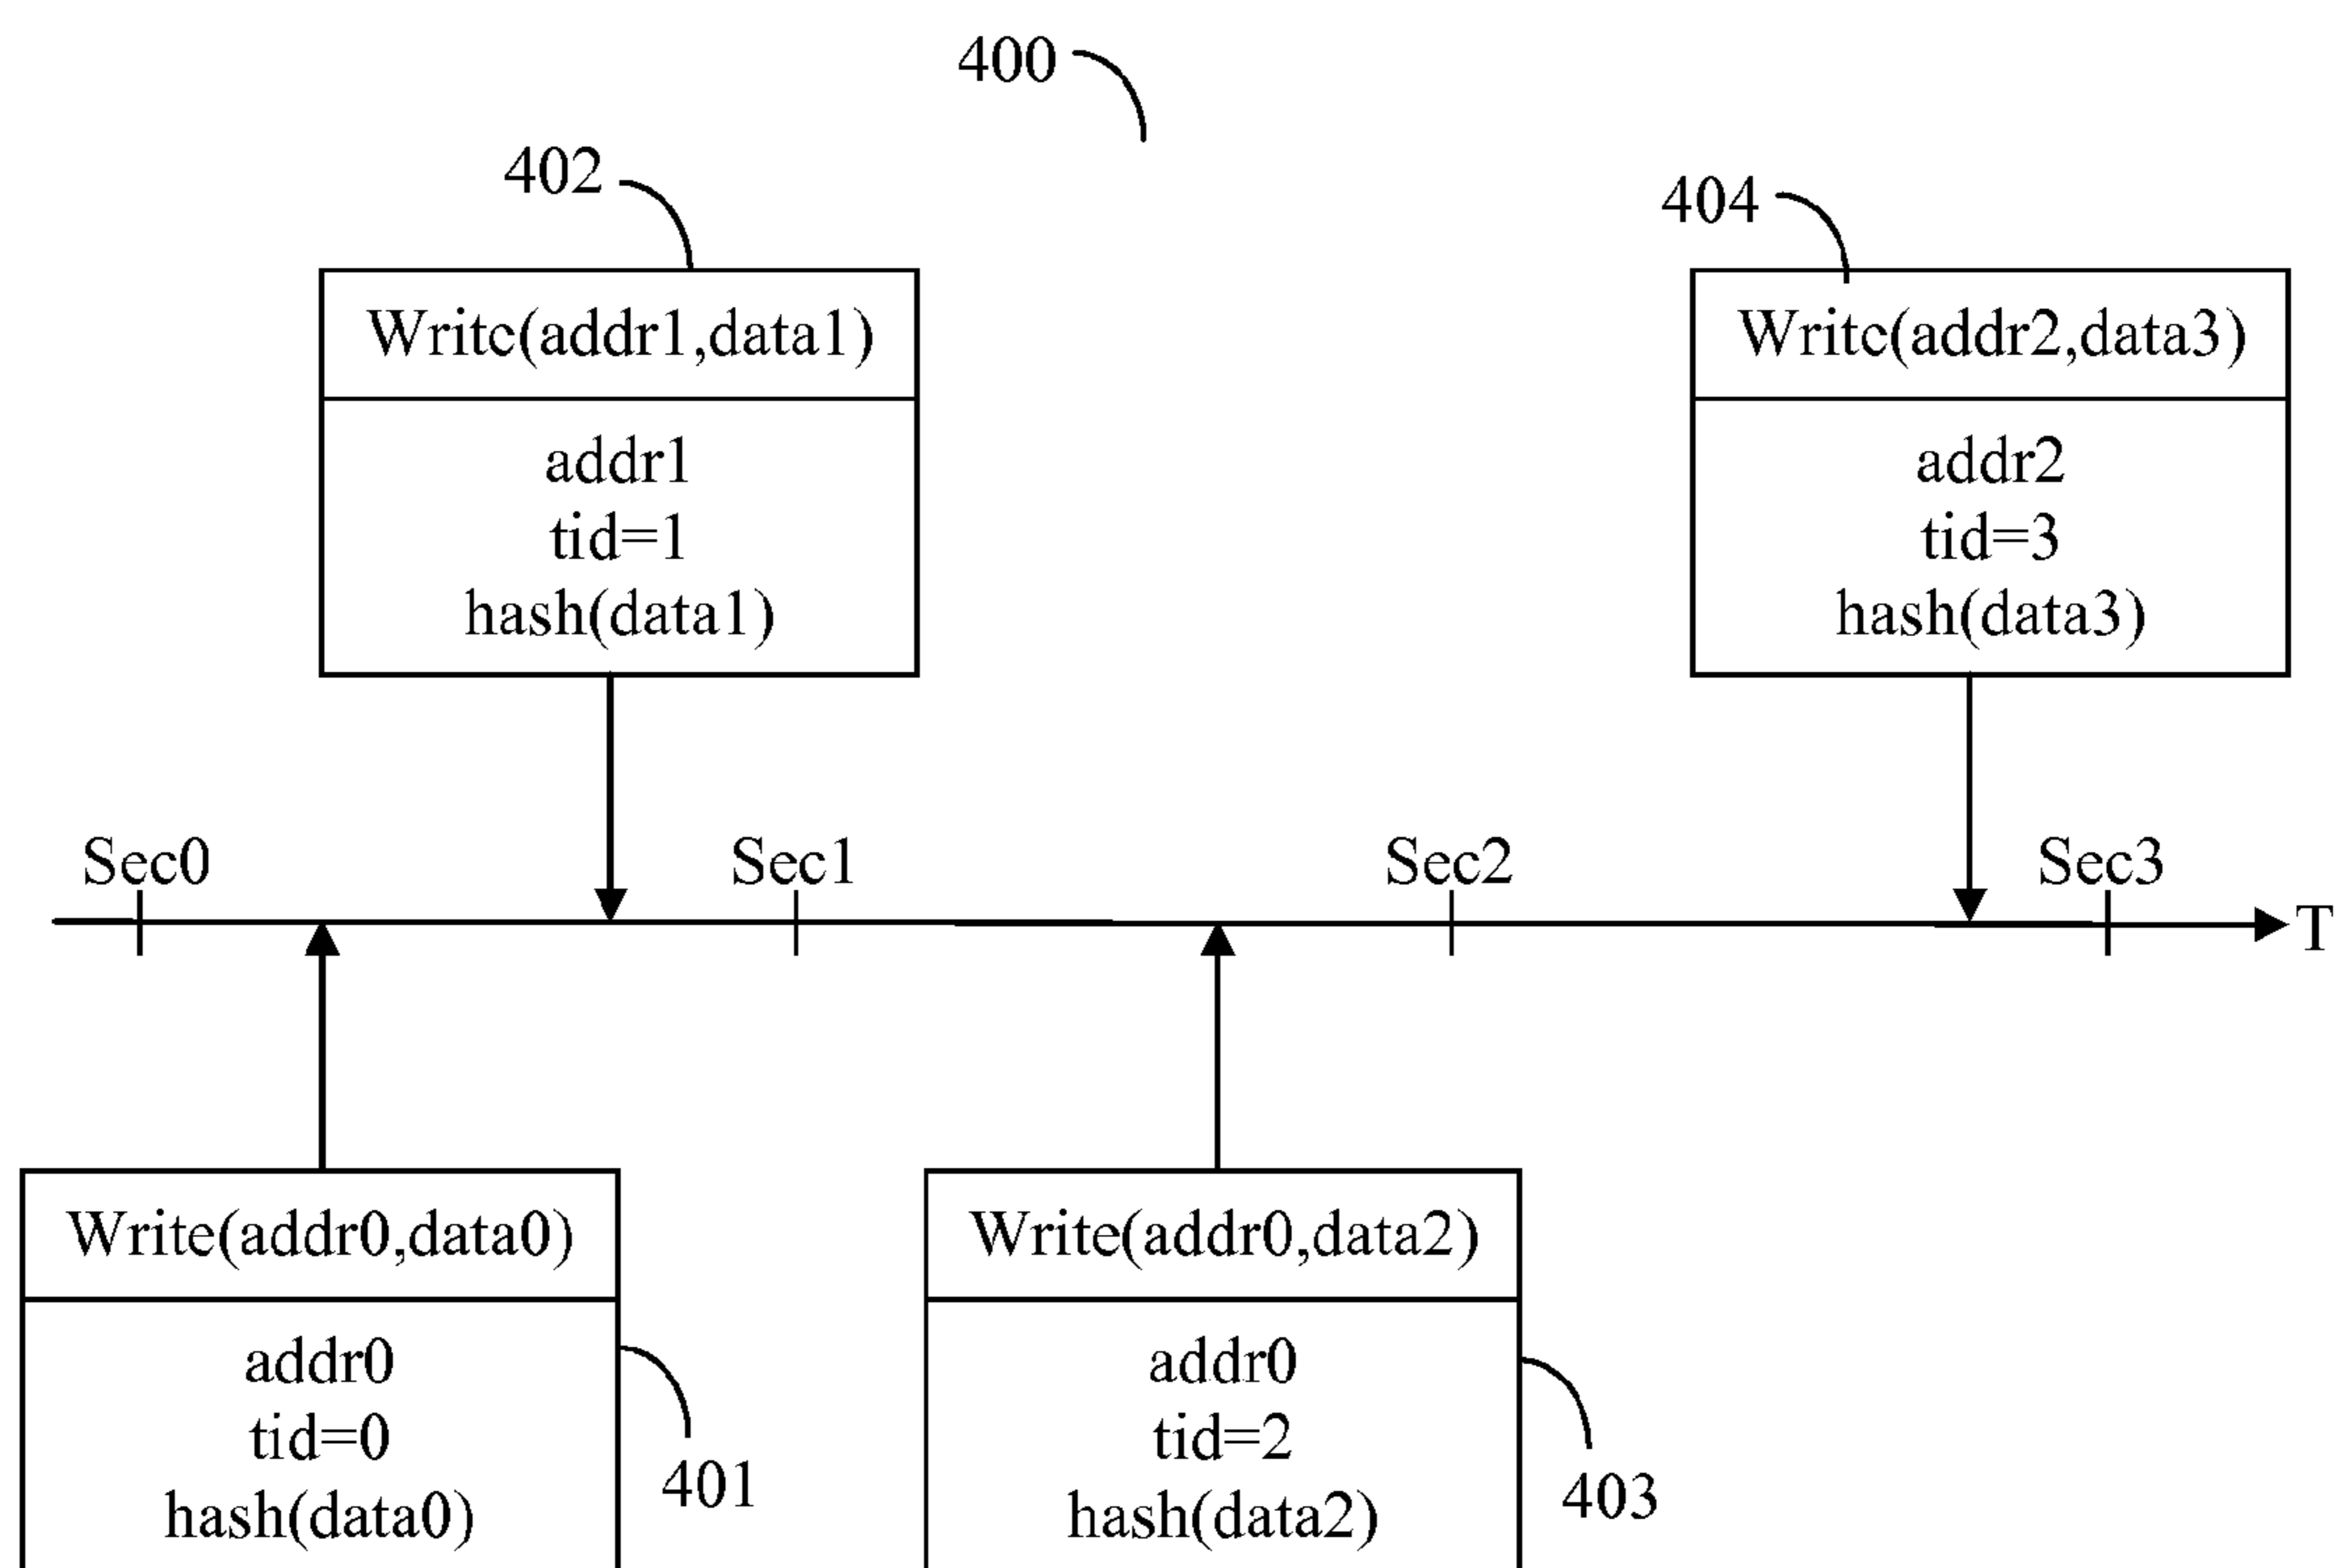 400
402
404
Write(addr1,data1)
addr1
tid=1
hash(data1)
Write(addr2,data3)
addr2
tid=3
hash(data3)
Sec0
Sec1
Sec2
Sec3
T
Write(addr0,data0)
addr0
tid=0
hash(data0)
401
Write(addr0,data2)
addr0
tid=2
hash(data2)
403